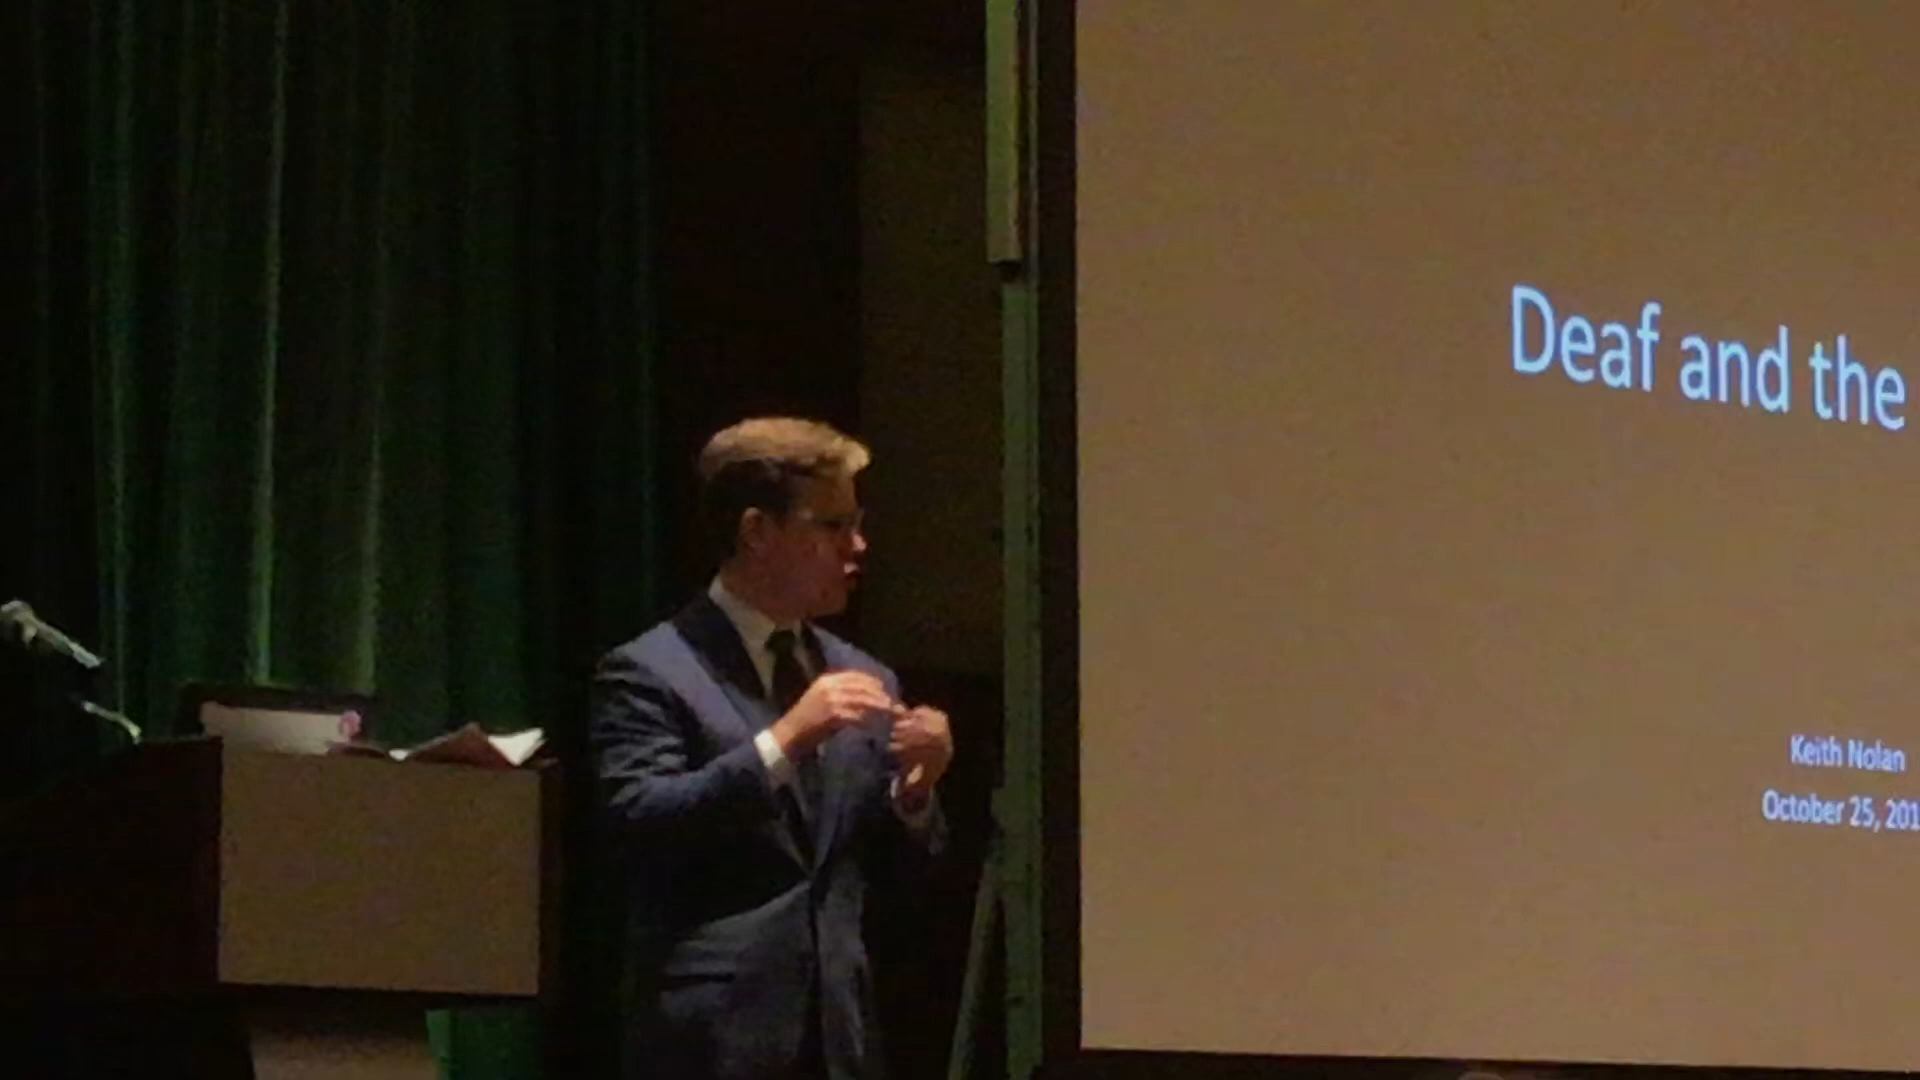 Deaf and the
Keith Nolan
October 25, 201